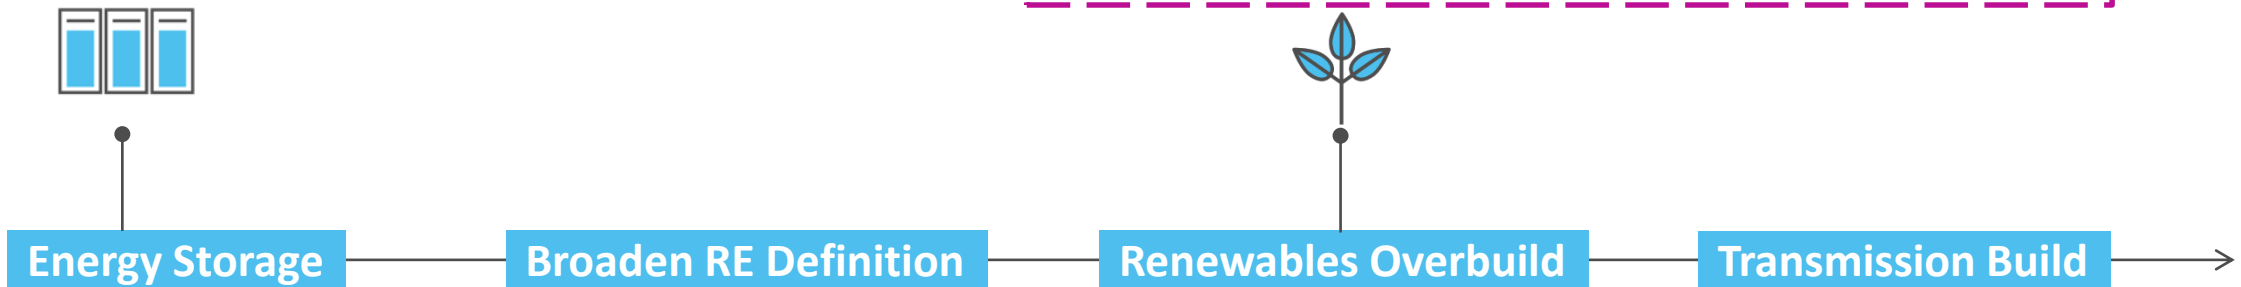 Energy Storage
Broaden RE Definition
Renewables Overbuild
Transmission Build